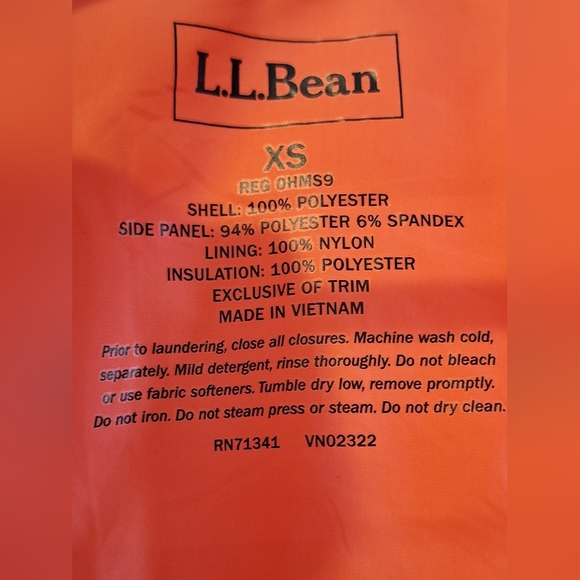 L.L.Bean
XS
REG OHMS9
SHELL: 100% POLYESTER
SIDE PANEL: 94% POLYESTER 6% SPANDEX
LINING: 100% NYLON
INSULATION: 100% POLYESTER
EXCLUSIVE OF TRIM
MADE IN VIETNAM
Prior to laundering, close all closures. Machine wash cold,
separately. Mild detergent, rinse thoroughly. Do not bleach
or use fabric softeners. Tumble dry low, remove promptly.
Do not iron. Do not steam press or steam. Do not dry clean.
RN71341 VN02322